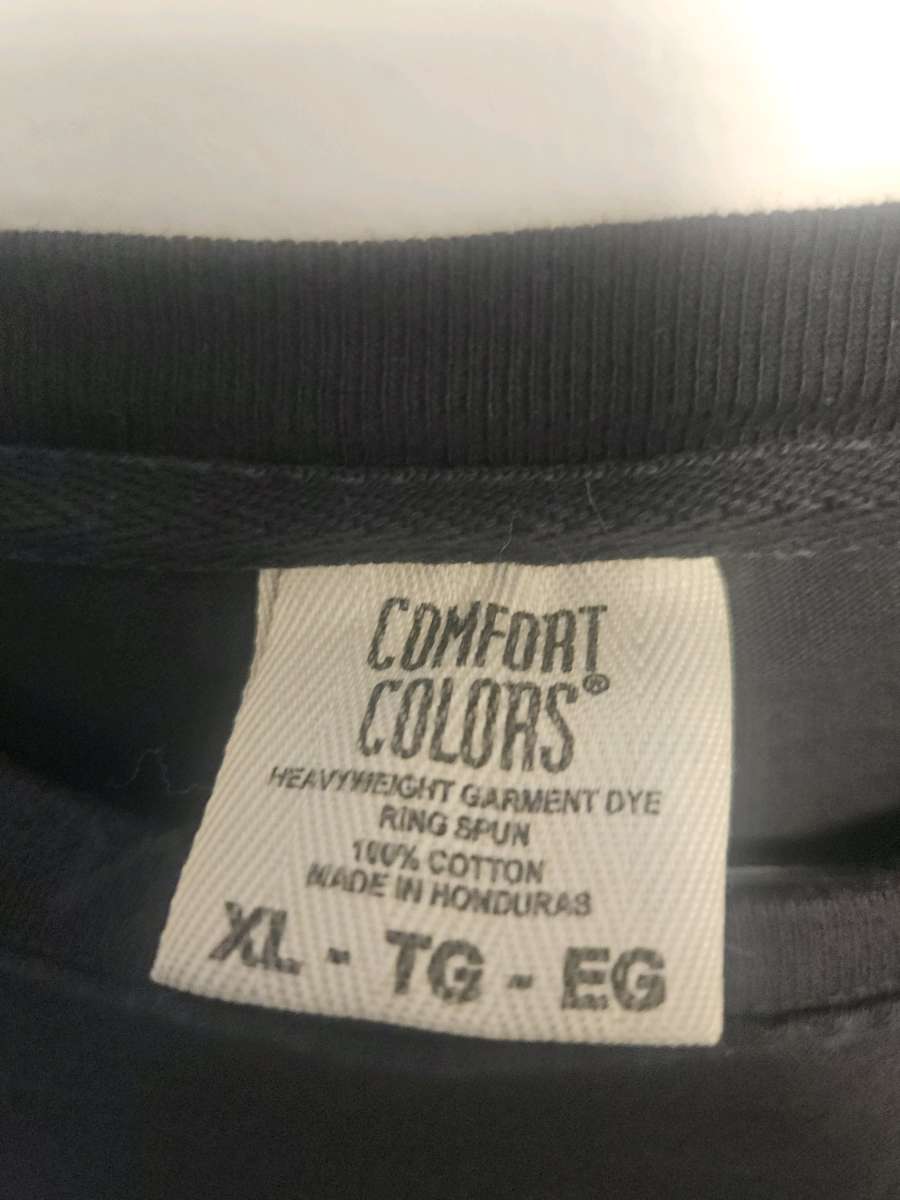 COMFORT
COLORS®
HEAVYWEIGHT GARMENT DYE
RING SPUN
100% COTTON
MADE IN HONDURAS
XL - TG - EG